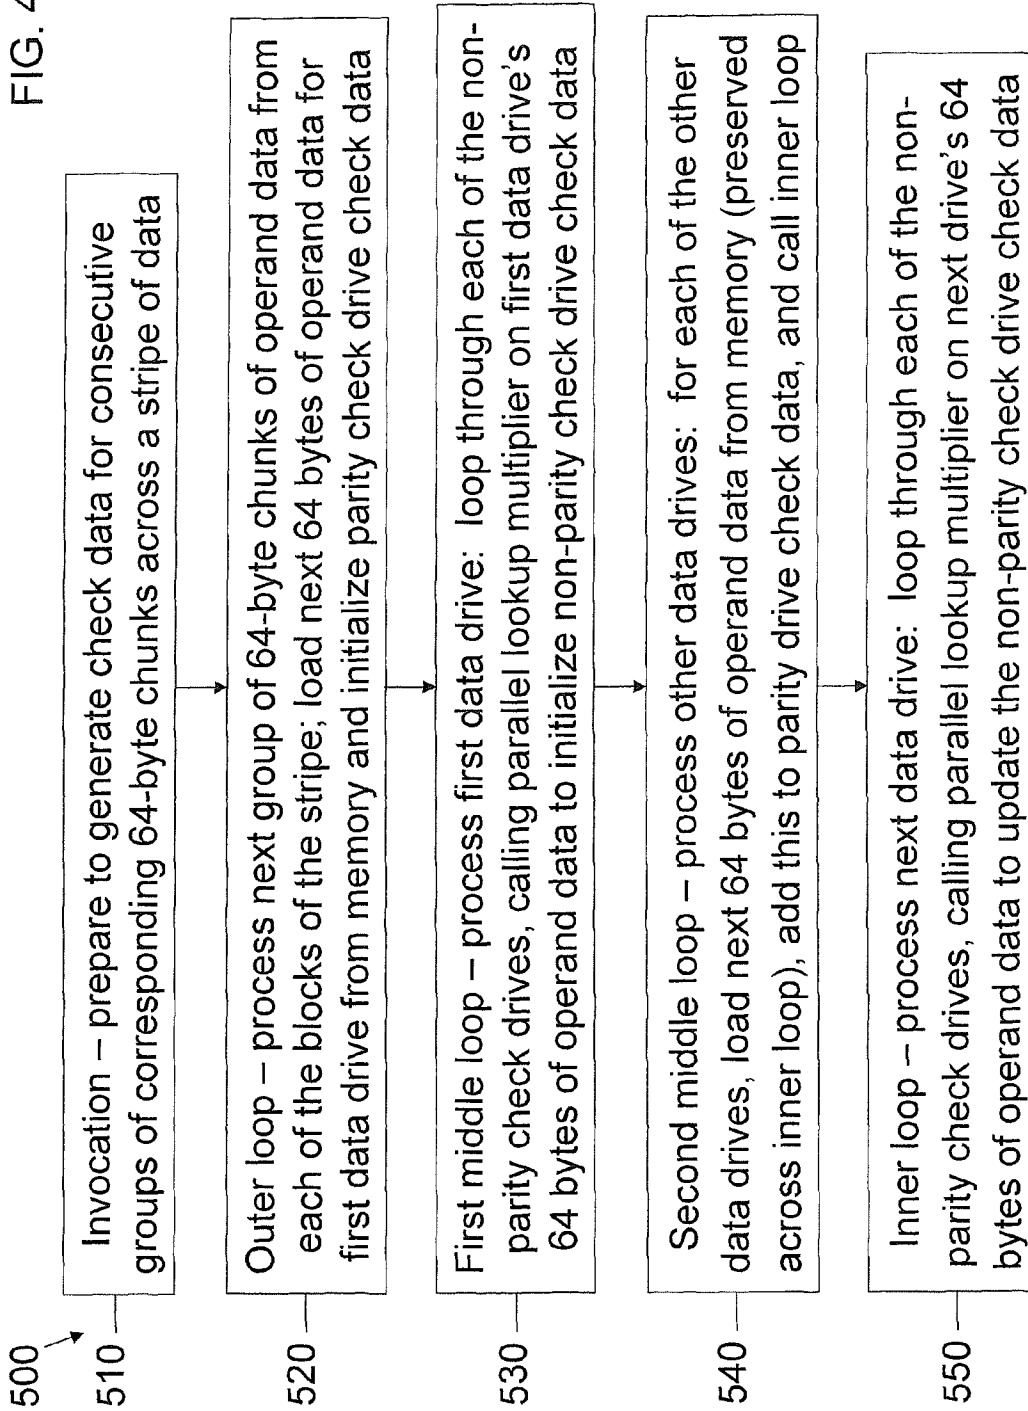 FIG. 4
500
510
Invocation – prepare to generate check data for consecutive
groups of corresponding 64-byte chunks across a stripe of data
520
Outer loop – process next group of 64-byte chunks of operand data from
each of the blocks of the stripe; load next 64 bytes of operand data for
first data drive from memory and initialize parity check drive check data
530
First middle loop – process first data drive: loop through each of the non-
parity check drives, calling parallel lookup multiplier on first data drive's
64 bytes of operand data to initialize non-parity check drive check data
540
Second middle loop – process other data drives: for each of the other
data drives, load next 64 bytes of operand data from memory (preserved
across inner loop), add this to parity drive check data, and call inner loop
550
Inner loop – process next data drive: loop through each of the non-
parity check drives, calling parallel lookup multiplier on next drive's 64
bytes of operand data to update the non-parity check drive check data